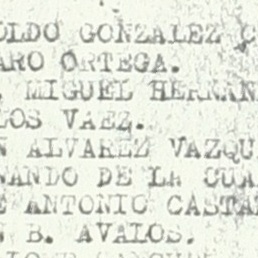 OLDO GONZALEZ C
ARO ORTEGA.
. MIGUEL HERNAN
LOS VAEZ.
N ALVAREZ VAZQU
NANDO DE LA CUA
E ANTONIO CASTA
. B. AVALOS.